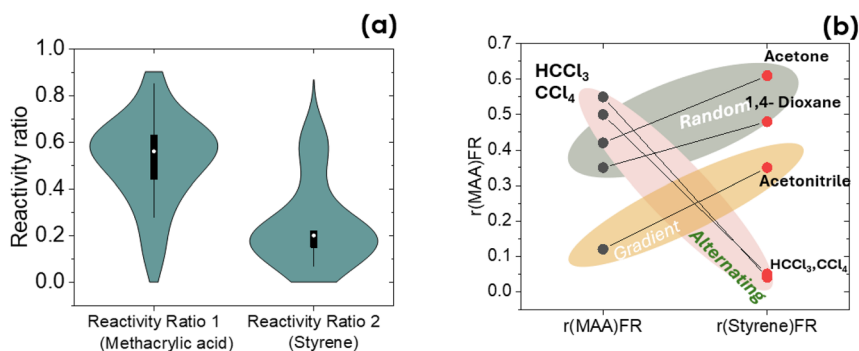 (a)
Reactivity ratio
1.0
0.8
0.6
0.4
0.2
0.0
Reactivity Ratio 1
(Methacrylic acid)
Reactivity Ratio 2
(Styrene)
(b)
r(MAA)FR
0.7
0.6
0.5
0.4
0.3
0.2
0.1
0.0
HCCl₃
CCl₄
Acetone
1,4- Dioxane
Random
Acetonitrile
Gradient
Alternating
HCCl₃,CCl₄
r(MAA)FR
r(Styrene)FR